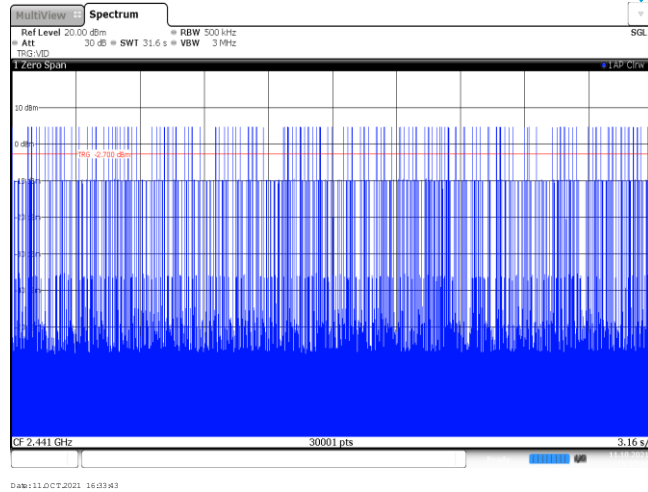 MultiView Spectrum
Ref Level 20.00 dBm RBW 500 kHz SGL
Att 30 dB SWT 31.6 s VBW 3 MHz
TRG:VID
1 Zero Span 1AP Clrw
10 dBm
0 dBm
TRG -2.700 dBm
CF 2.441 GHz 30001 pts 3.16 s/
Date: 11.OCT.2021 16:33:43